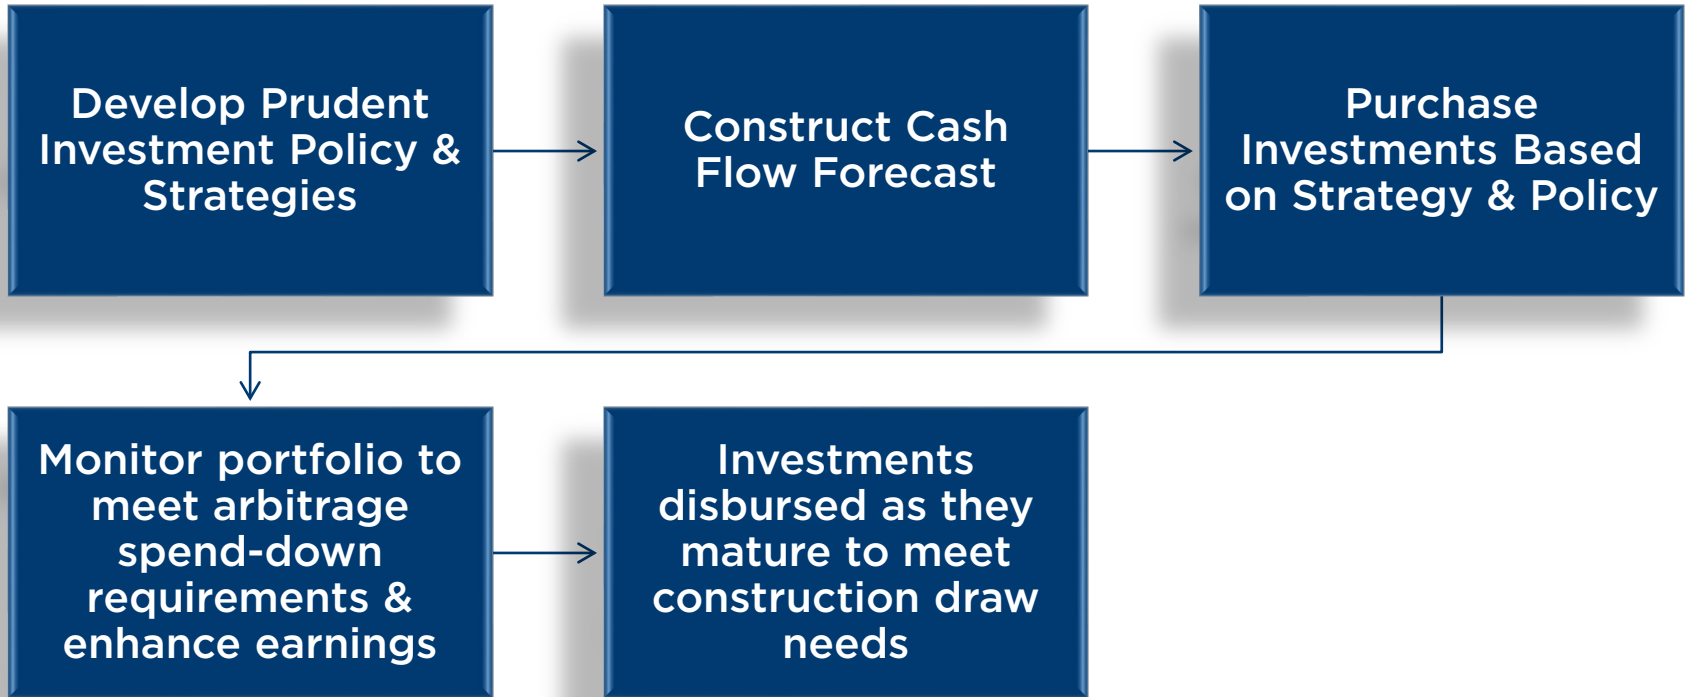 Develop Prudent
Investment Policy &
Strategies
Construct Cash
Flow Forecast
Purchase
Investments Based
on Strategy & Policy
Monitor portfolio to
meet arbitrage
spend-down
requirements &
enhance earnings
Investments
disbursed as they
mature to meet
construction draw
needs